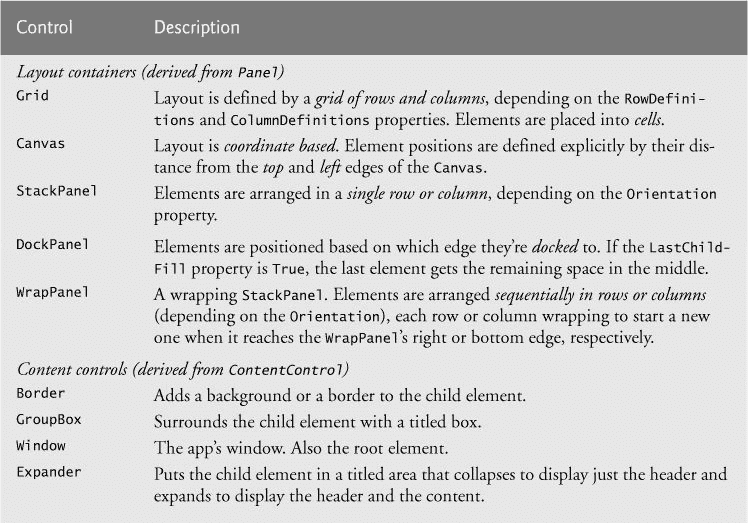 Control Description
Layout containers (derived from Panel)
Grid Layout is defined by a grid of rows and columns, depending on the RowDefini-
tions and ColumnDefinitions properties. Elements are placed into cells.
Canvas Layout is coordinate based. Element positions are defined explicitly by their dis-
tance from the top and left edges of the Canvas.
StackPanel Elements are arranged in a single row or column, depending on the Orientation
property.
DockPanel Elements are positioned based on which edge they’re docked to. If the LastChild-
Fill property is True, the last element gets the remaining space in the middle.
WrapPanel A wrapping StackPanel. Elements are arranged sequentially in rows or columns
(depending on the Orientation), each row or column wrapping to start a new
one when it reaches the WrapPanel’s right or bottom edge, respectively.
Content controls (derived from ContentControl)
Border Adds a background or a border to the child element.
GroupBox Surrounds the child element with a titled box.
Window The app’s window. Also the root element.
Expander Puts the child element in a titled area that collapses to display just the header and
expands to display the header and the content.